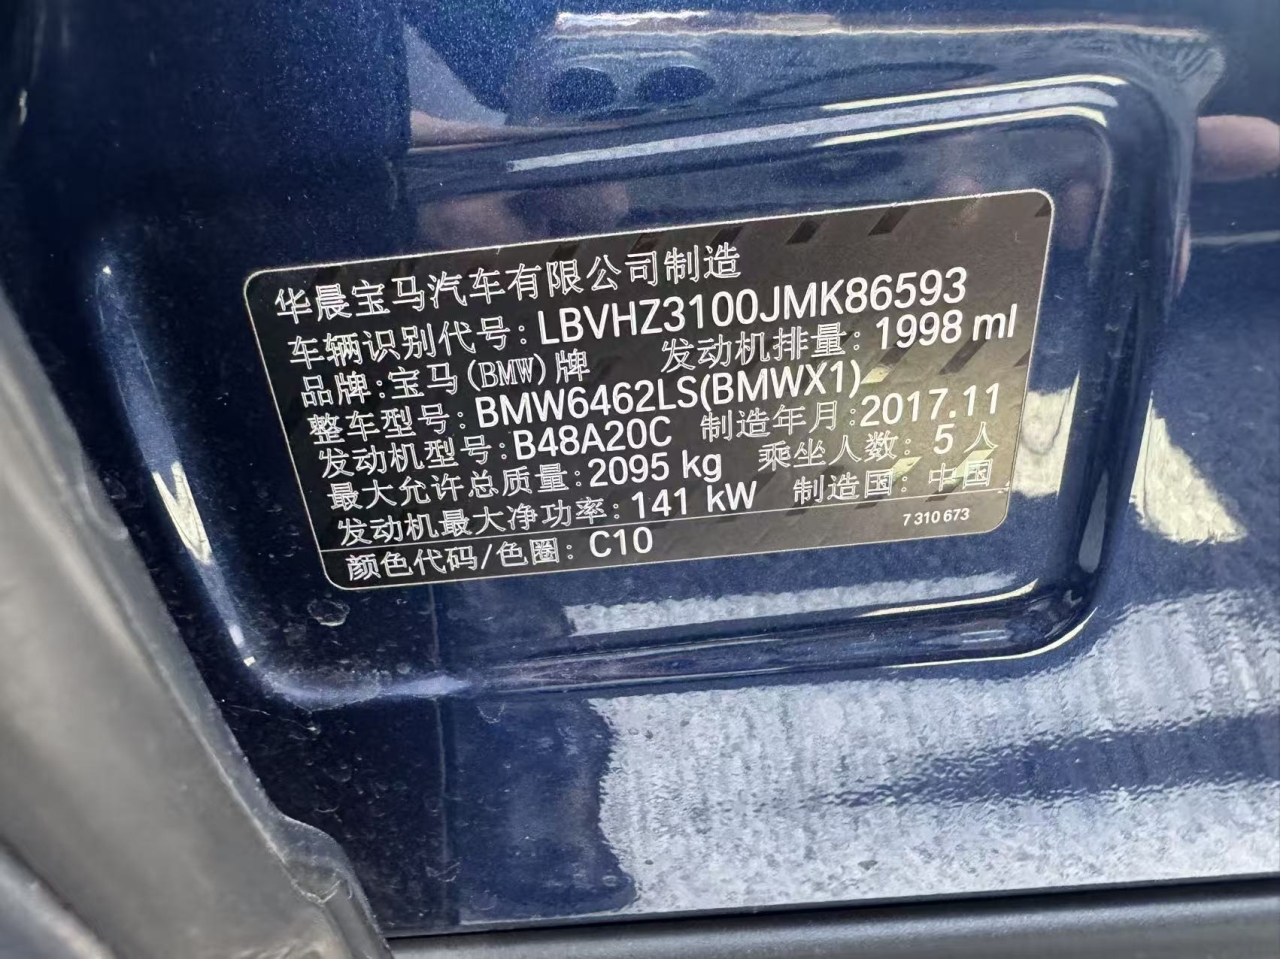 华晨宝马汽车有限公司制造
车辆识别代号: LBVHZ3100JMK86593
品牌:宝马(BMW)牌 发动机排量: 1998 ml
整车型号: BMW6462LS(BMWX1)
发动机型号: B48A20C 制造年月:2017.11
最大允许总质量: 2095 kg 乘坐人数: 5 人
发动机最大净功率: 141 kW 制造国: 中国
颜色代码/色圈: C10 7 310 673